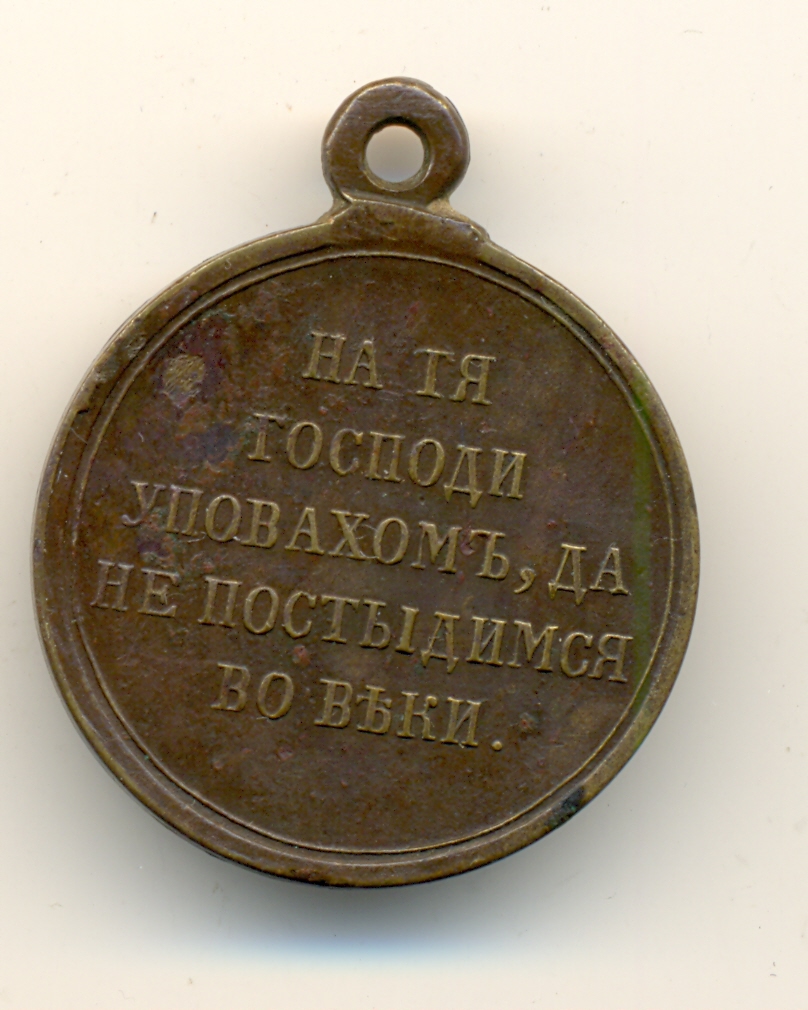 НА ТЯ
ГОСПОДИ
УПОВАХОМЪ, ДА
НЕ ПОСТЫДИМСЯ
ВО ВѢКИ.